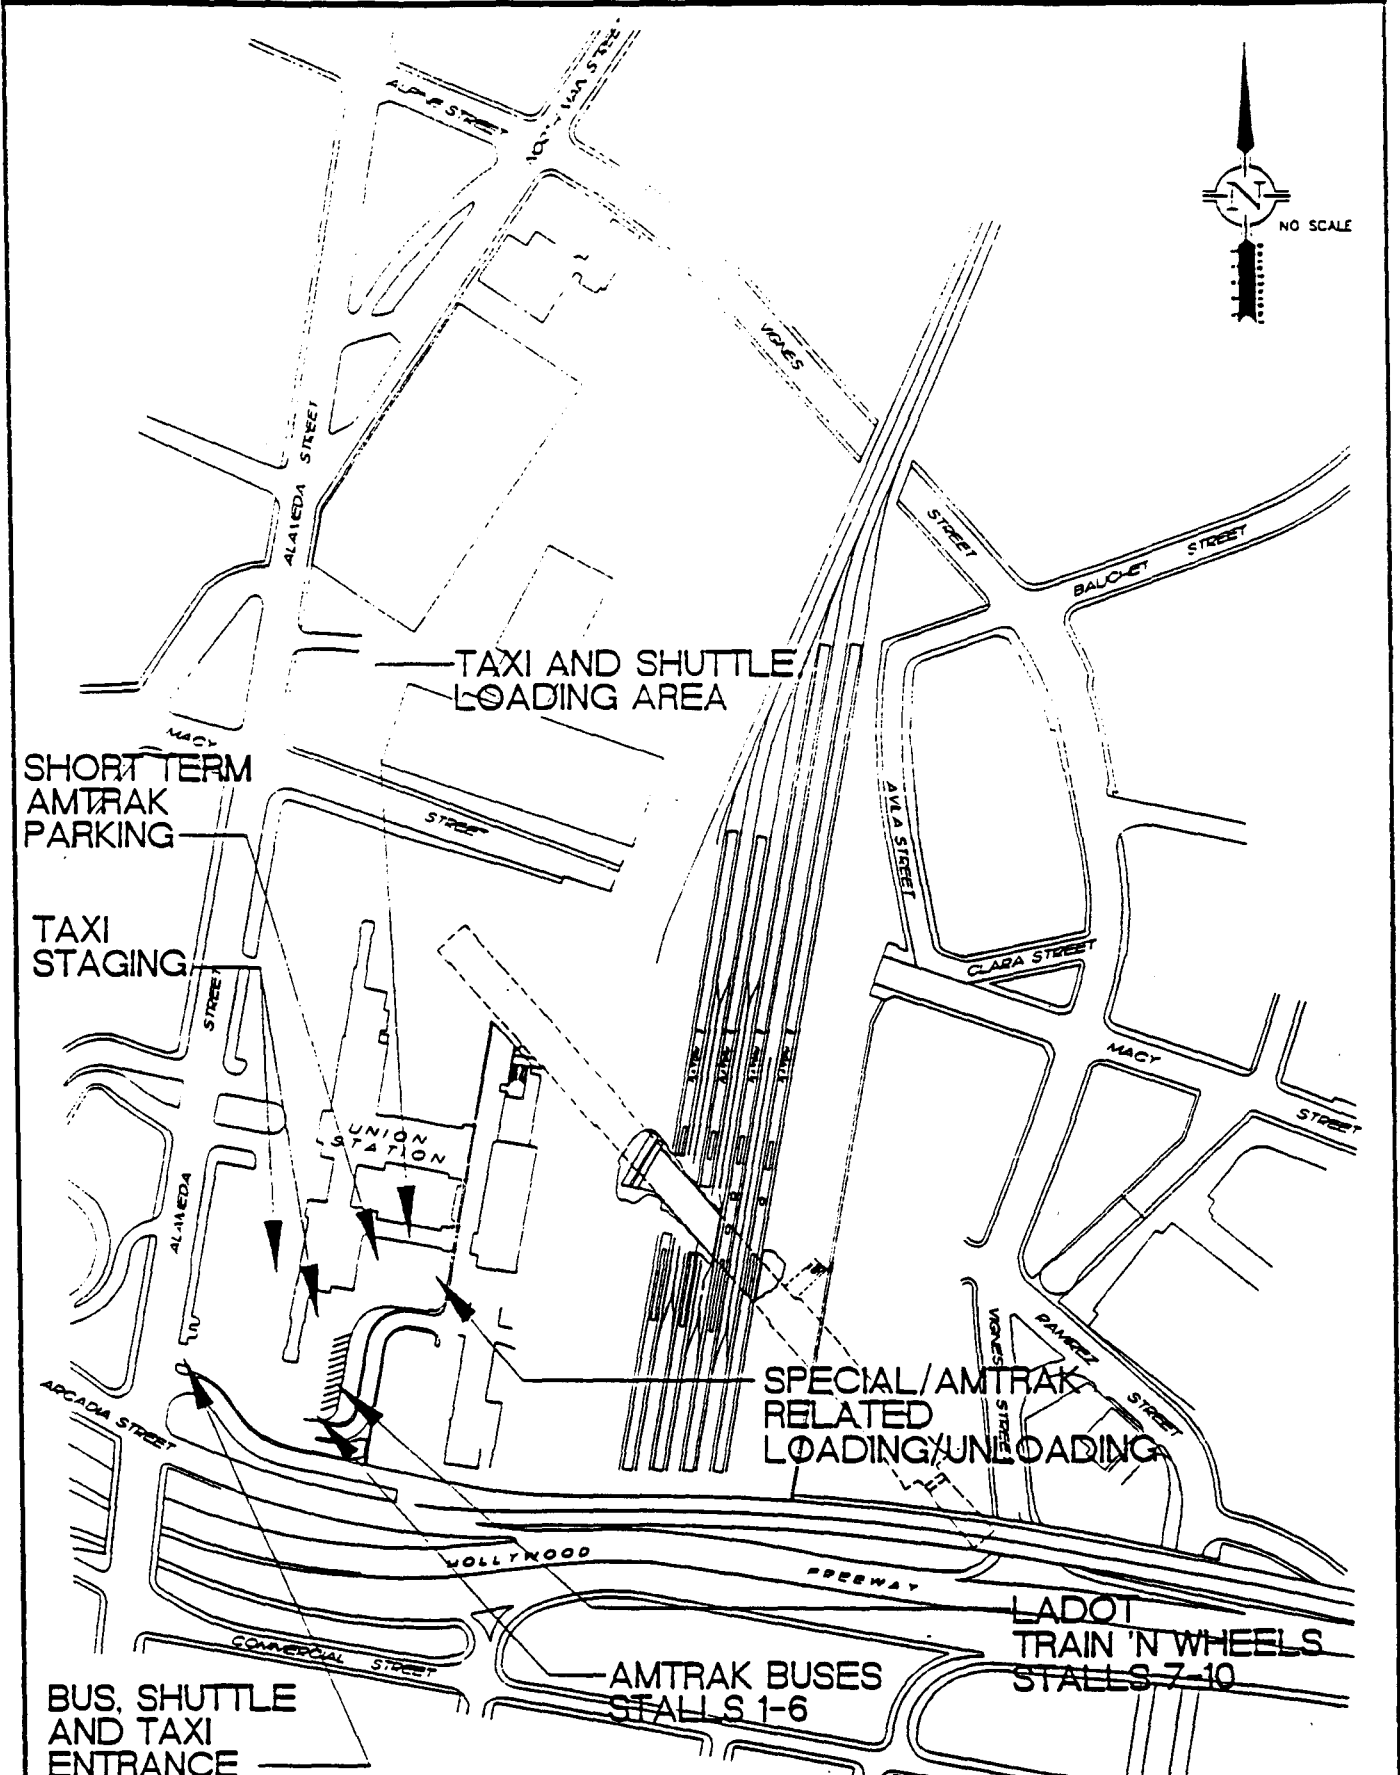 ALPINE STREET
NO SCALE
VIGNES
STREET
ALAMEDA STREET
BAUCHET STREET
TAXI AND SHUTTLE
LOADING AREA
MACY
STREET
SHORT TERM
AMTRAK
PARKING
AVILA STREET
TAXI
STAGING
STREET
CLARA STREET
MACY
STREET
UNION
STATION
ALAMEDA
VIGNES STREET
RAMIREZ
STREET
ARCADIA STREET
SPECIAL/AMTRAK
RELATED
LOADING/UNLOADING
HOLLYWOOD
FREEWAY
LADOT
TRAIN 'N WHEELS
STALLS 7-10
COMMERCIAL STREET
AMTRAK BUSES
STALLS 1-6
BUS, SHUTTLE
AND TAXI
ENTRANCE